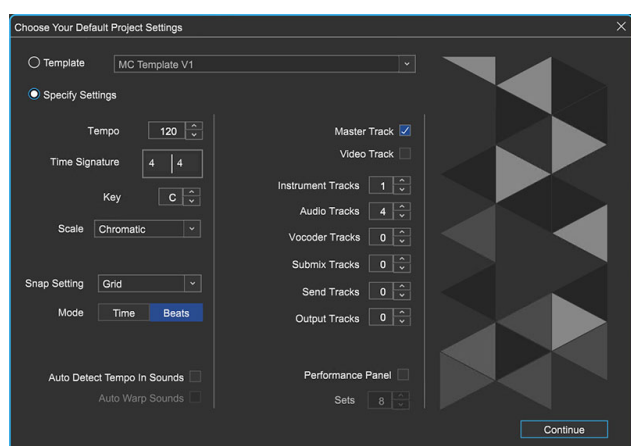 Choose Your Default Project Settings
Template MC Template V1
Specify Settings
Tempo 120
Time Signature 4 4
Key C
Scale Chromatic
Snap Setting Grid
Mode Time Beats
Auto Detect Tempo In Sounds
Auto Warp Sounds
Master Track
Video Track
Instrument Tracks 1
Audio Tracks 4
Vocoder Tracks 0
Submix Tracks 0
Send Tracks 0
Output Tracks 0
Performance Panel
Sets 8
Continue